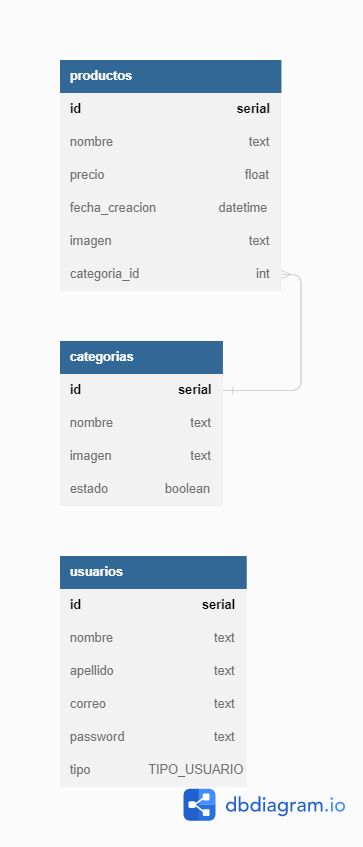 productos
id serial
nombre text
precio float
fecha_creacion datetime
imagen text
categoria_id int
categorias
id serial
nombre text
imagen text
estado boolean
usuarios
id serial
nombre text
apellido text
correo text
password text
tipo TIPO_USUARIO
dbdiagram.io